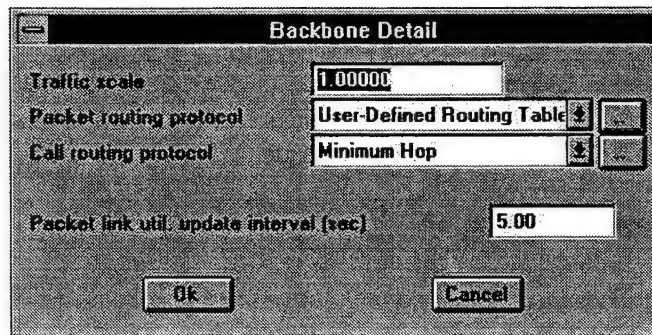 Backbone Detail
Traffic scale 1.00000
Packet routing protocol User-Defined Routing Table ..
Call routing protocol Minimum Hop ..
Packet link util. update interval (sec) 5.00
Ok Cancel